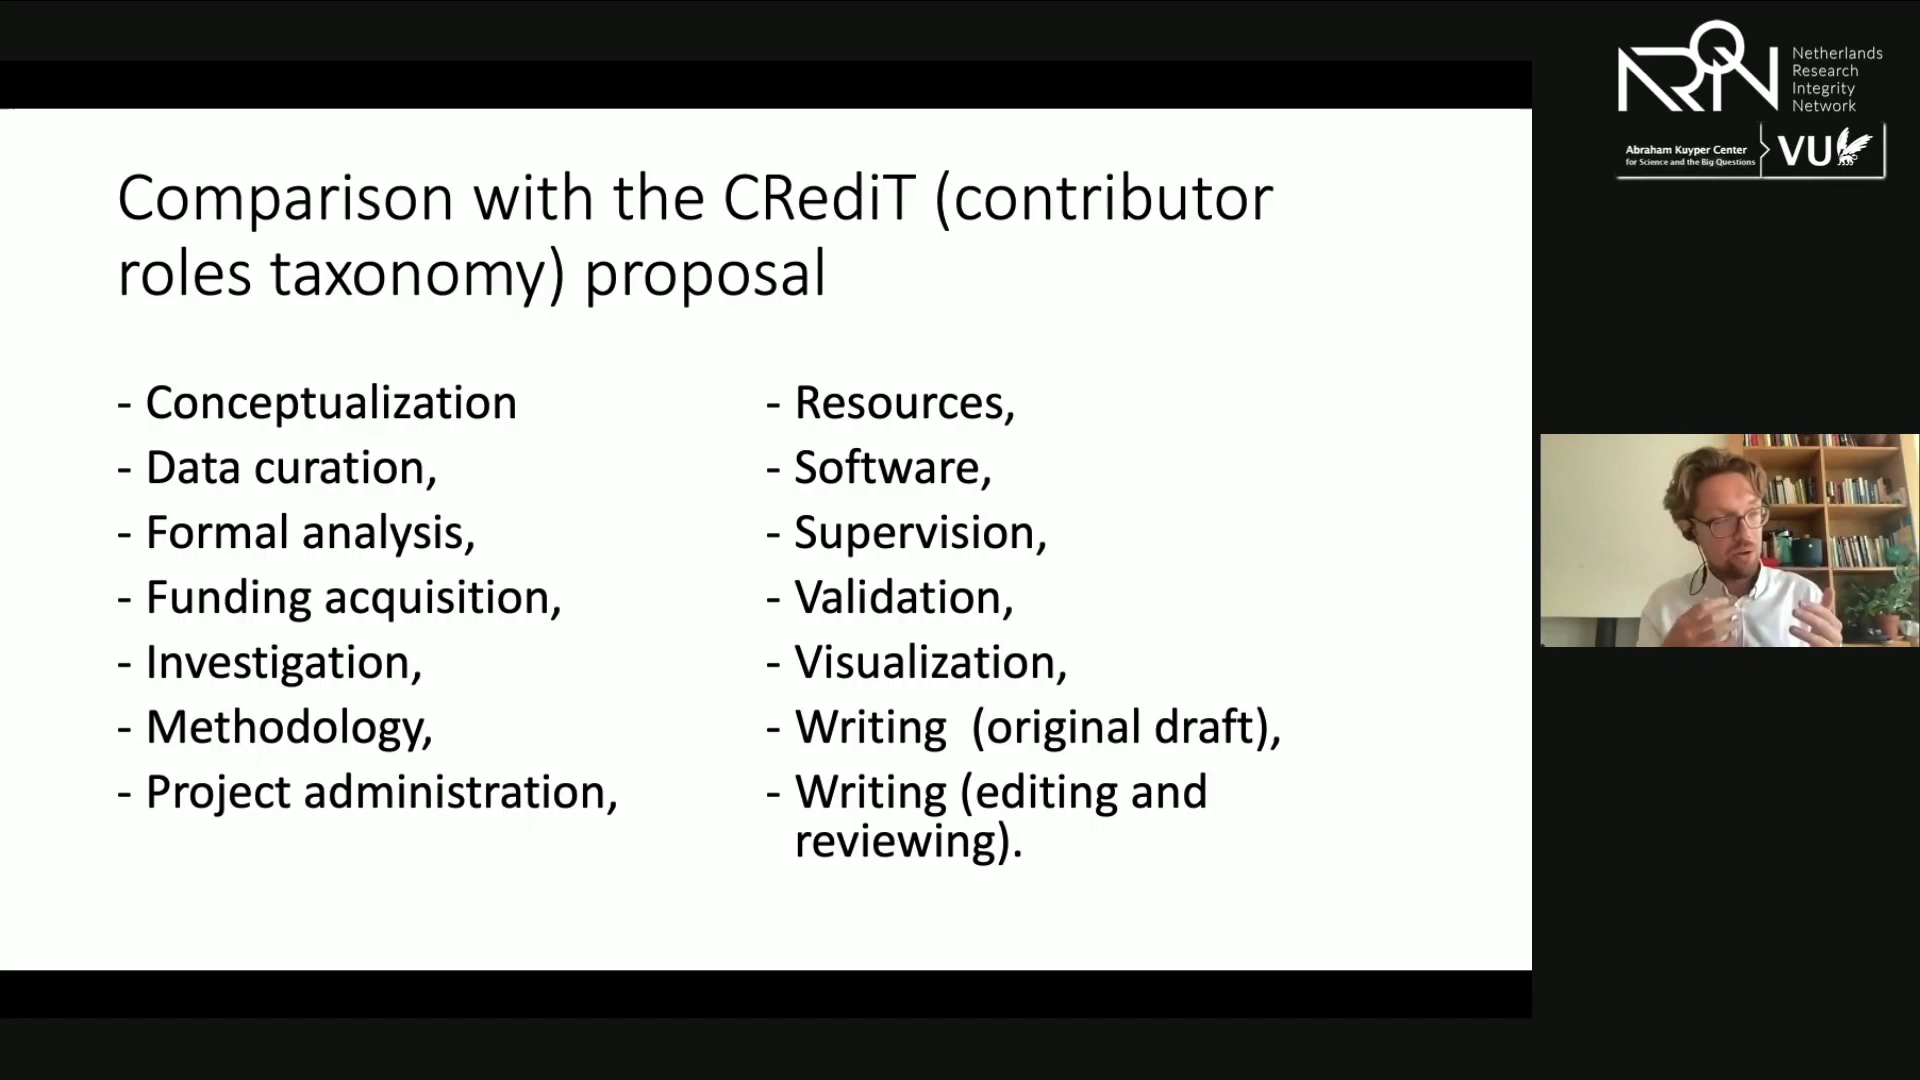 Comparison with the CRediT (contributor
roles taxonomy) proposal
- Conceptualization
- Data curation,
- Formal analysis,
- Funding acquisition,
- Investigation,
- Methodology,
- Project administration,
- Resources,
- Software,
- Supervision,
- Validation,
- Visualization,
- Writing  (original draft),
- Writing (editing and
reviewing).
NRIN
Netherlands
Research
Integrity
Network
Abraham Kuyper Center
for Science and the Big Questions
VU